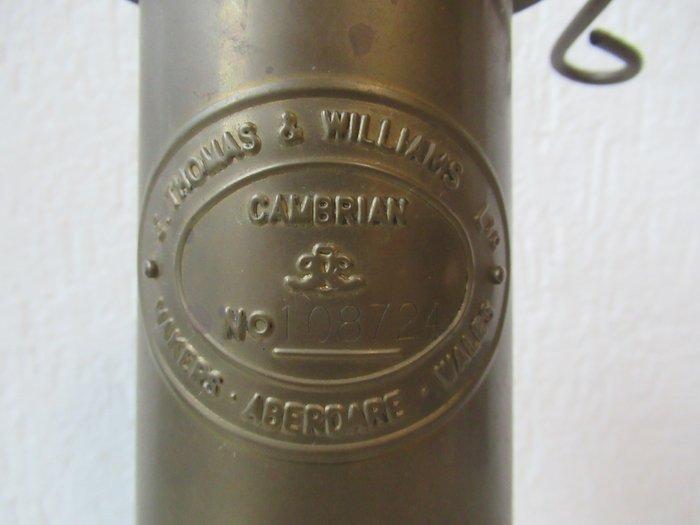 J. THOMAS & WILLIAMS LTD
CAMBRIAN
No 108724
MAKERS · ABERDARE · WALES